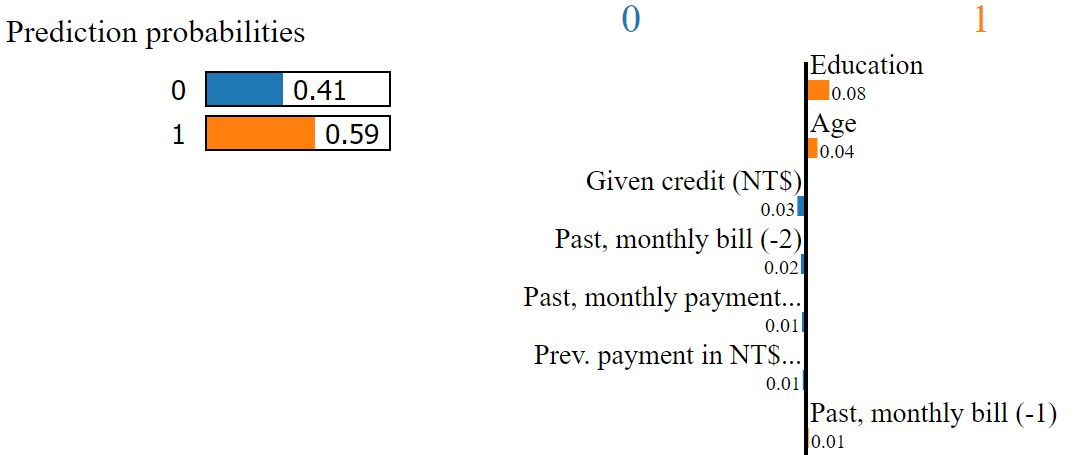 Prediction probabilities
0 0.41
1 0.59
0 1
Education
0.08
Age
0.04
Given credit (NT$)
0.03
Past, monthly bill (-2)
0.02
Past, monthly payment...
0.01
Prev. payment in NT$...
0.01
Past, monthly bill (-1)
0.01